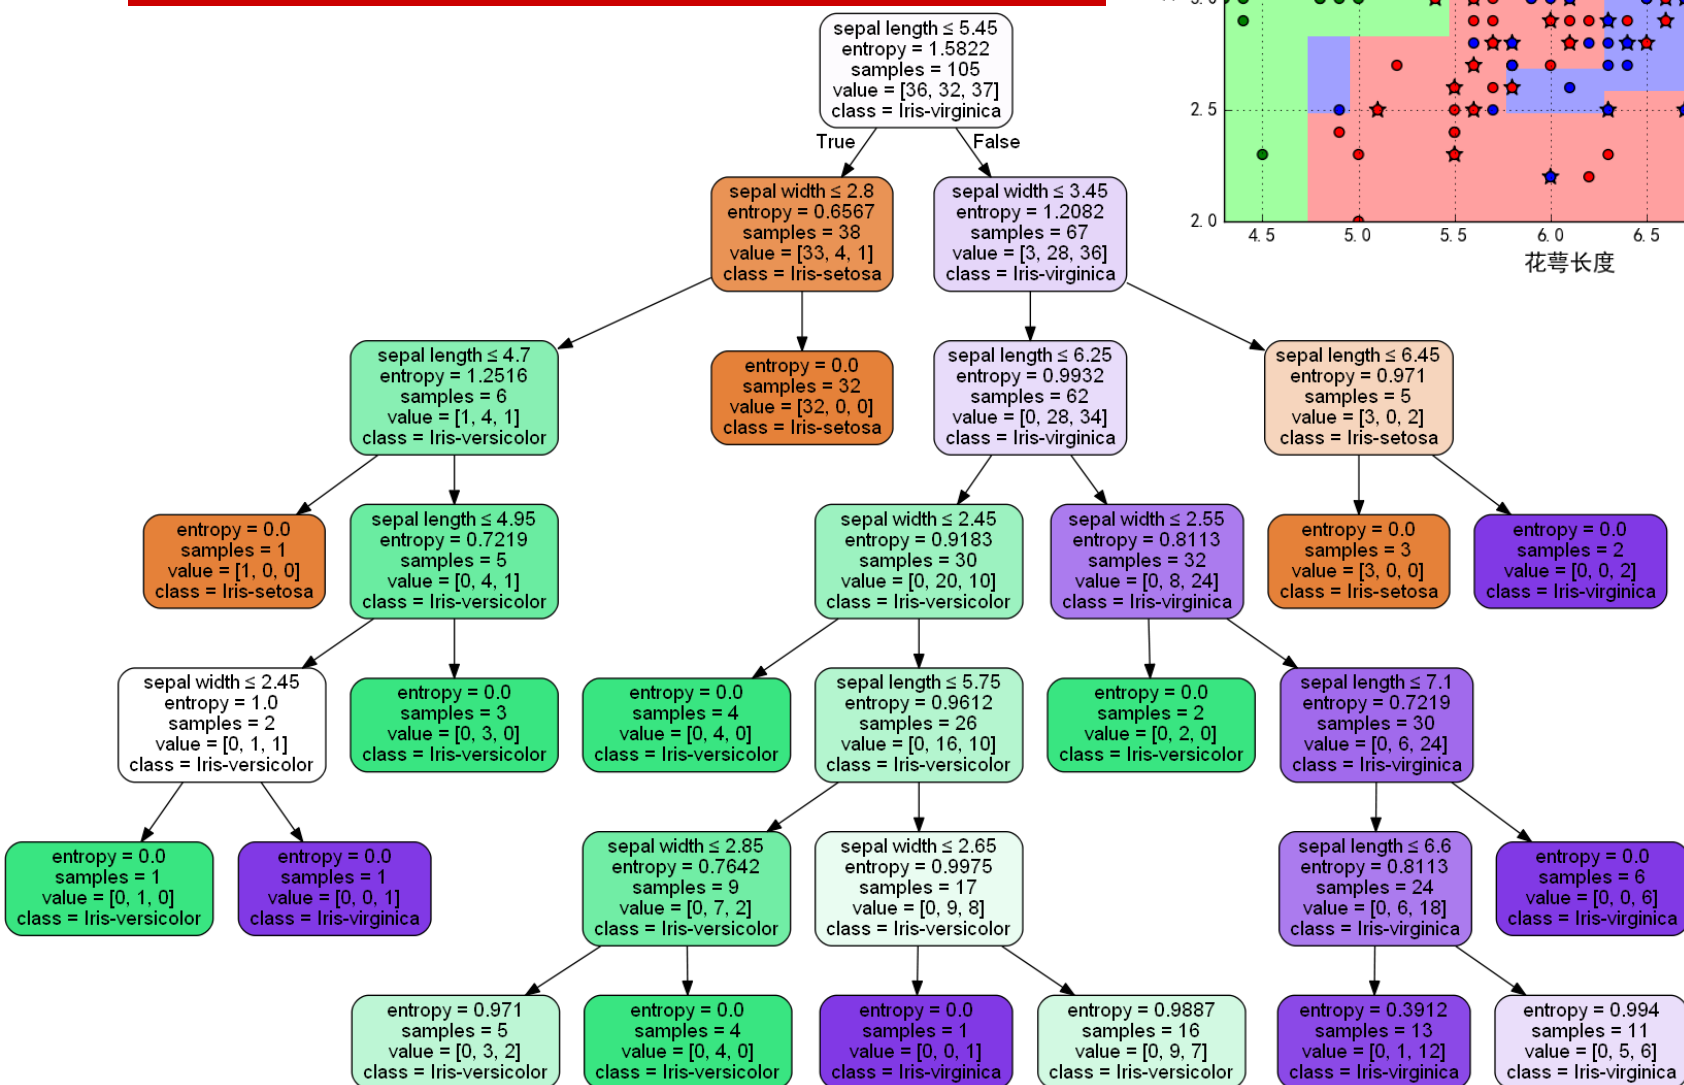 sepal length ≤ 5.45
entropy = 1.5822
samples = 105
value = [36, 32, 37]
class = Iris-virginica
True
False
sepal width ≤ 2.8
entropy = 0.6567
samples = 38
value = [33, 4, 1]
class = Iris-setosa
sepal width ≤ 3.45
entropy = 1.2082
samples = 67
value = [3, 28, 36]
class = Iris-virginica
2.5
2.0
4.5
5.0
5.5
6.0
6.5
花萼长度
sepal length ≤ 4.7
entropy = 1.2516
samples = 6
value = [1, 4, 1]
class = Iris-versicolor
entropy = 0.0
samples = 32
value = [32, 0, 0]
class = Iris-setosa
sepal length ≤ 6.25
entropy = 0.9932
samples = 62
value = [0, 28, 34]
class = Iris-virginica
sepal length ≤ 6.45
entropy = 0.971
samples = 5
value = [3, 0, 2]
class = Iris-setosa
entropy = 0.0
samples = 1
value = [1, 0, 0]
class = Iris-setosa
sepal length ≤ 4.95
entropy = 0.7219
samples = 5
value = [0, 4, 1]
class = Iris-versicolor
sepal width ≤ 2.45
entropy = 0.9183
samples = 30
value = [0, 20, 10]
class = Iris-versicolor
sepal width ≤ 2.55
entropy = 0.8113
samples = 32
value = [0, 8, 24]
class = Iris-virginica
entropy = 0.0
samples = 3
value = [3, 0, 0]
class = Iris-setosa
entropy = 0.0
samples = 2
value = [0, 0, 2]
class = Iris-virginica
sepal width ≤ 2.45
entropy = 1.0
samples = 2
value = [0, 1, 1]
class = Iris-versicolor
entropy = 0.0
samples = 3
value = [0, 3, 0]
class = Iris-versicolor
entropy = 0.0
samples = 4
value = [0, 4, 0]
class = Iris-versicolor
sepal length ≤ 5.75
entropy = 0.9612
samples = 26
value = [0, 16, 10]
class = Iris-versicolor
entropy = 0.0
samples = 2
value = [0, 2, 0]
class = Iris-versicolor
sepal length ≤ 7.1
entropy = 0.7219
samples = 30
value = [0, 6, 24]
class = Iris-virginica
entropy = 0.0
samples = 1
value = [0, 1, 0]
class = Iris-versicolor
entropy = 0.0
samples = 1
value = [0, 0, 1]
class = Iris-virginica
sepal width ≤ 2.85
entropy = 0.7642
samples = 9
value = [0, 7, 2]
class = Iris-versicolor
sepal width ≤ 2.65
entropy = 0.9975
samples = 17
value = [0, 9, 8]
class = Iris-versicolor
sepal length ≤ 6.6
entropy = 0.8113
samples = 24
value = [0, 6, 18]
class = Iris-virginica
entropy = 0.0
samples = 6
value = [0, 0, 6]
class = Iris-virginica
entropy = 0.971
samples = 5
value = [0, 3, 2]
class = Iris-versicolor
entropy = 0.0
samples = 4
value = [0, 4, 0]
class = Iris-versicolor
entropy = 0.0
samples = 1
value = [0, 0, 1]
class = Iris-virginica
entropy = 0.9887
samples = 16
value = [0, 9, 7]
class = Iris-versicolor
entropy = 0.3912
samples = 13
value = [0, 1, 12]
class = Iris-virginica
entropy = 0.994
samples = 11
value = [0, 5, 6]
class = Iris-virginica